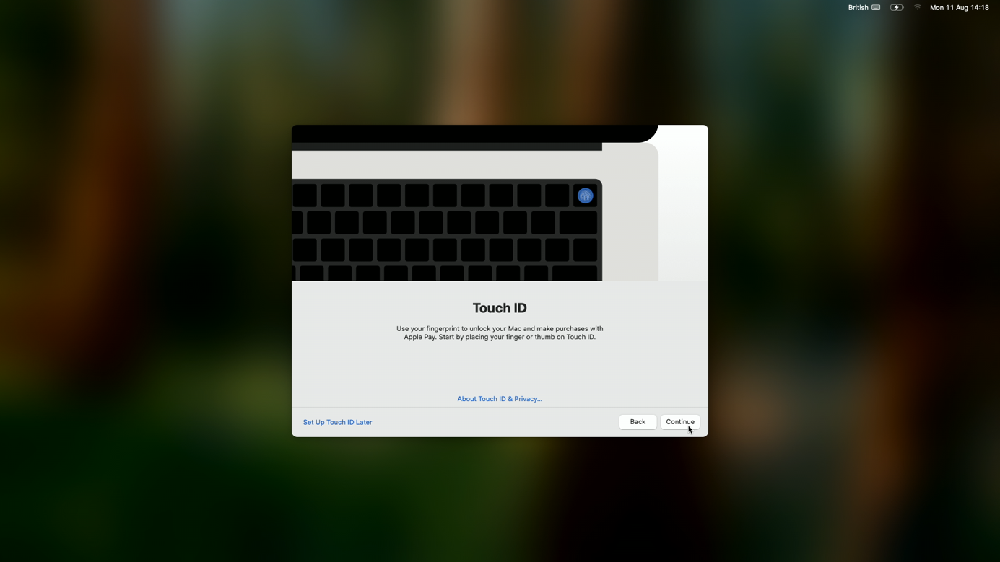 British Mon 11 Aug 14:18
Touch ID
Use your fingerprint to unlock your Mac and make purchases with
Apple Pay. Start by placing your finger or thumb on Touch ID.
About Touch ID & Privacy...
Set Up Touch ID Later Back Continue